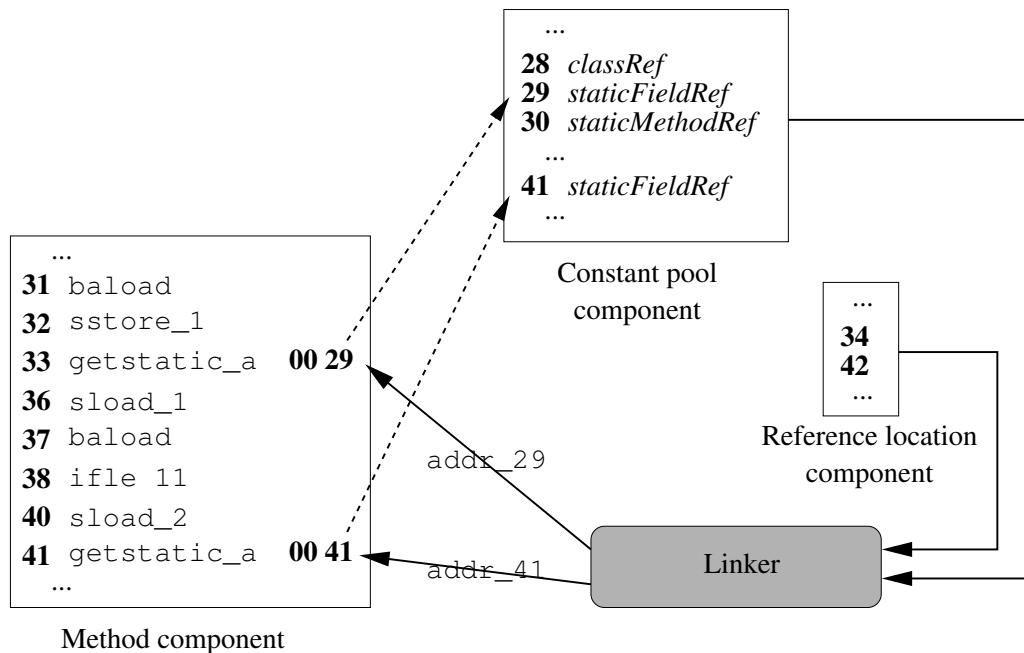 ...
28 classRef
29 staticFieldRef
30 staticMethodRef
...
41 staticFieldRef
...
Constant pool
component
...
31 baload
32 sstore_1
33 getstatic_a 00 29
36 sload_1
37 baload
38 ifle 11
40 sload_2
41 getstatic_a 00 41
...
Method component
...
34
42
...
Reference location
component
addr_29
addr_41
Linker